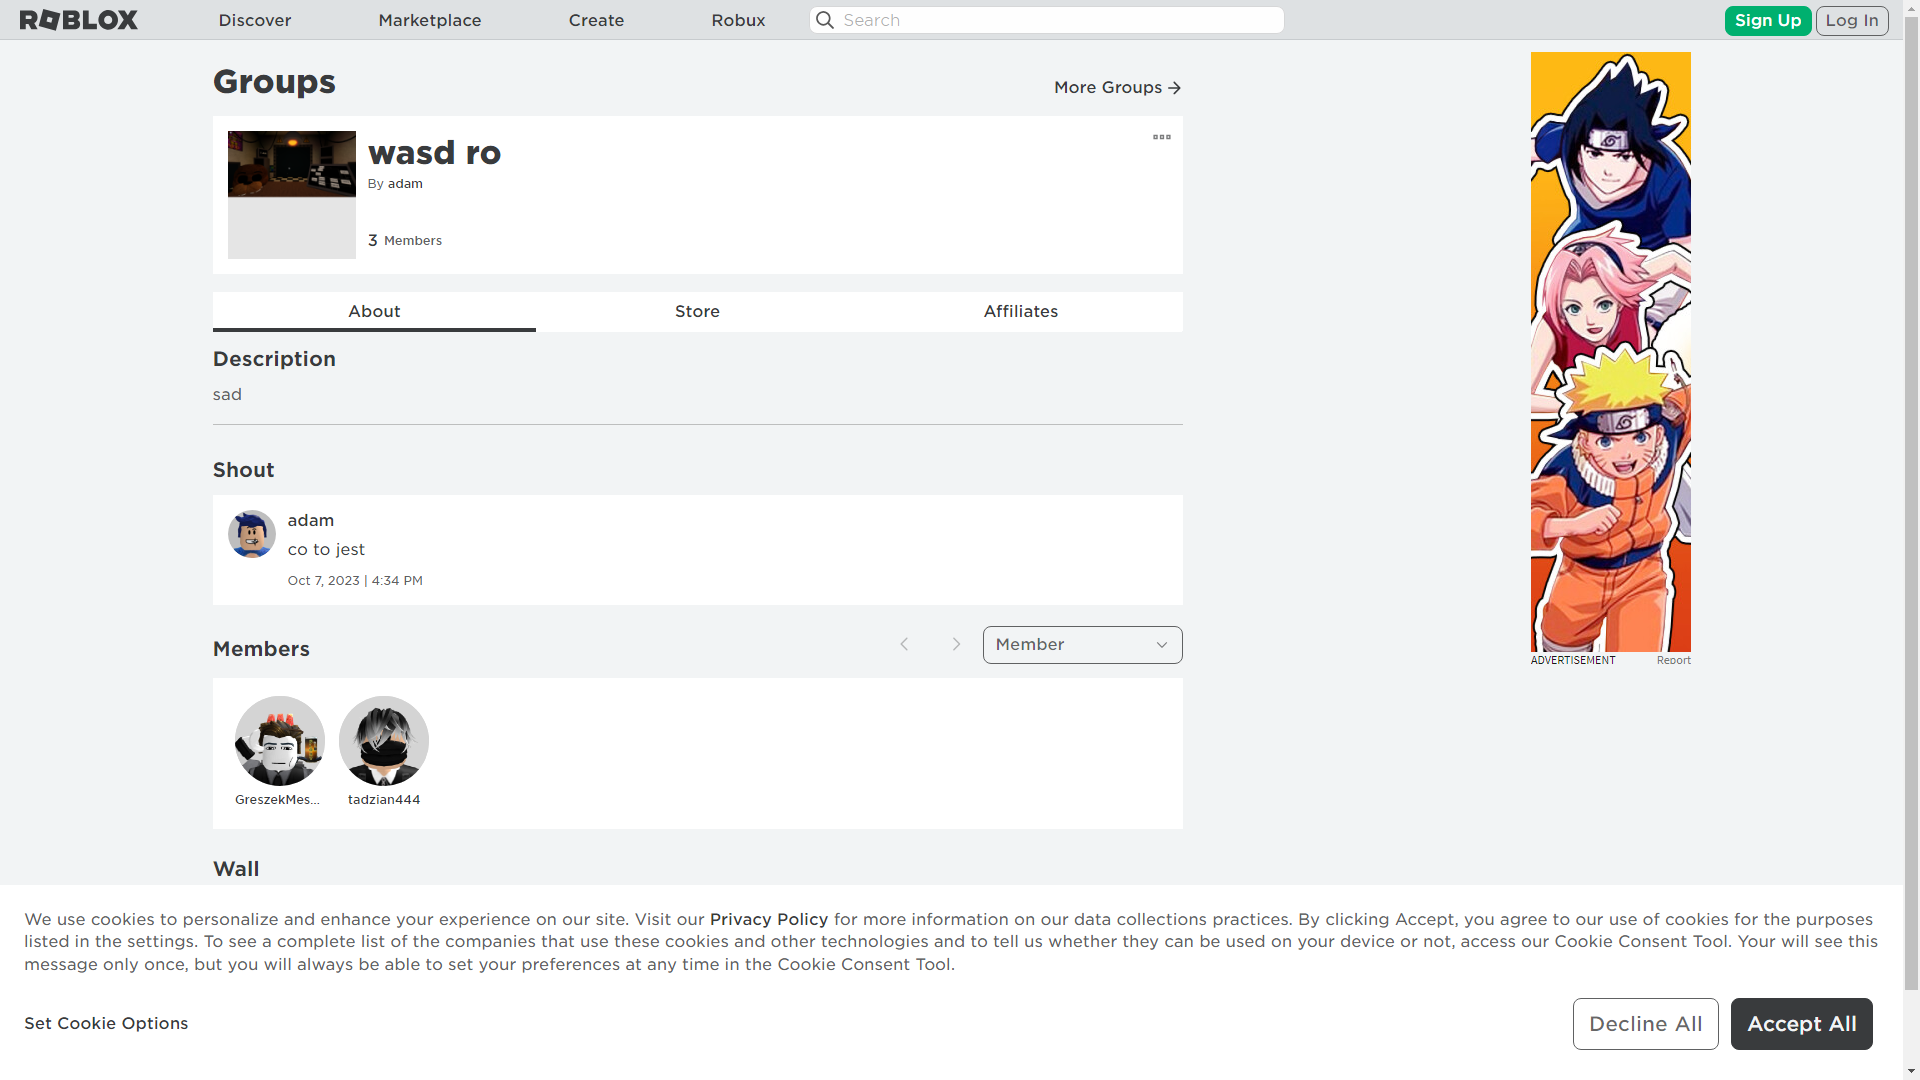 ROBLOX Discover Marketplace Create Robux Search Sign Up Log In
Groups
More Groups
wasd ro
By adam
3 Members
About Store Affiliates
Description
sad
Shout
adam
co to jest
Oct 7, 2023 | 4:34 PM
Members
Member
GreszekMes... tadzian444
Wall
ADVERTISEMENT Report
We use cookies to personalize and enhance your experience on our site. Visit our Privacy Policy for more information on our data collections practices. By clicking Accept, you agree to our use of cookies for the purposes
listed in the settings. To see a complete list of the companies that use these cookies and other technologies and to tell us whether they can be used on your device or not, access our Cookie Consent Tool. Your will see this
message only once, but you will always be able to set your preferences at any time in the Cookie Consent Tool.
Set Cookie Options
Decline All
Accept All